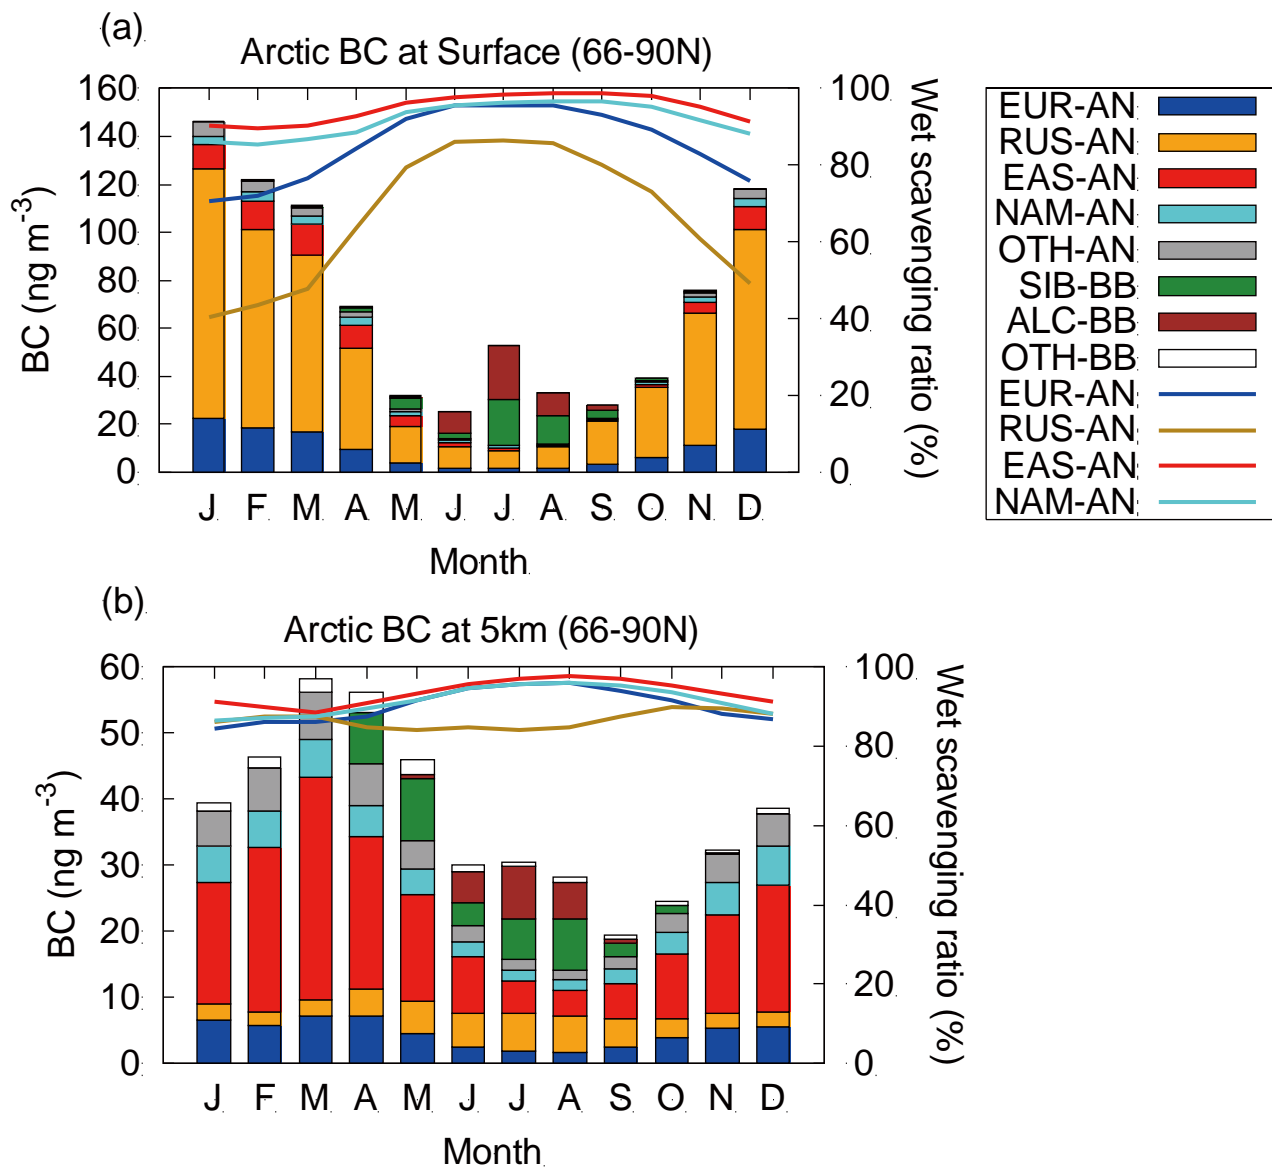 (a)
Arctic BC at Surface (66-90N)
160
140
120
100
80
60
40
20
0
BC (ng m-3)
100
80
60
40
20
0
Wet scavenging ratio (%)
J F M A M J J A S O N D
Month
EUR-AN
RUS-AN
EAS-AN
NAM-AN
OTH-AN
SIB-BB
ALC-BB
OTH-BB
EUR-AN
RUS-AN
EAS-AN
NAM-AN
(b)
Arctic BC at 5km (66-90N)
60
50
40
30
20
10
0
BC (ng m-3)
100
80
60
40
20
0
Wet scavenging ratio (%)
J F M A M J J A S O N D
Month